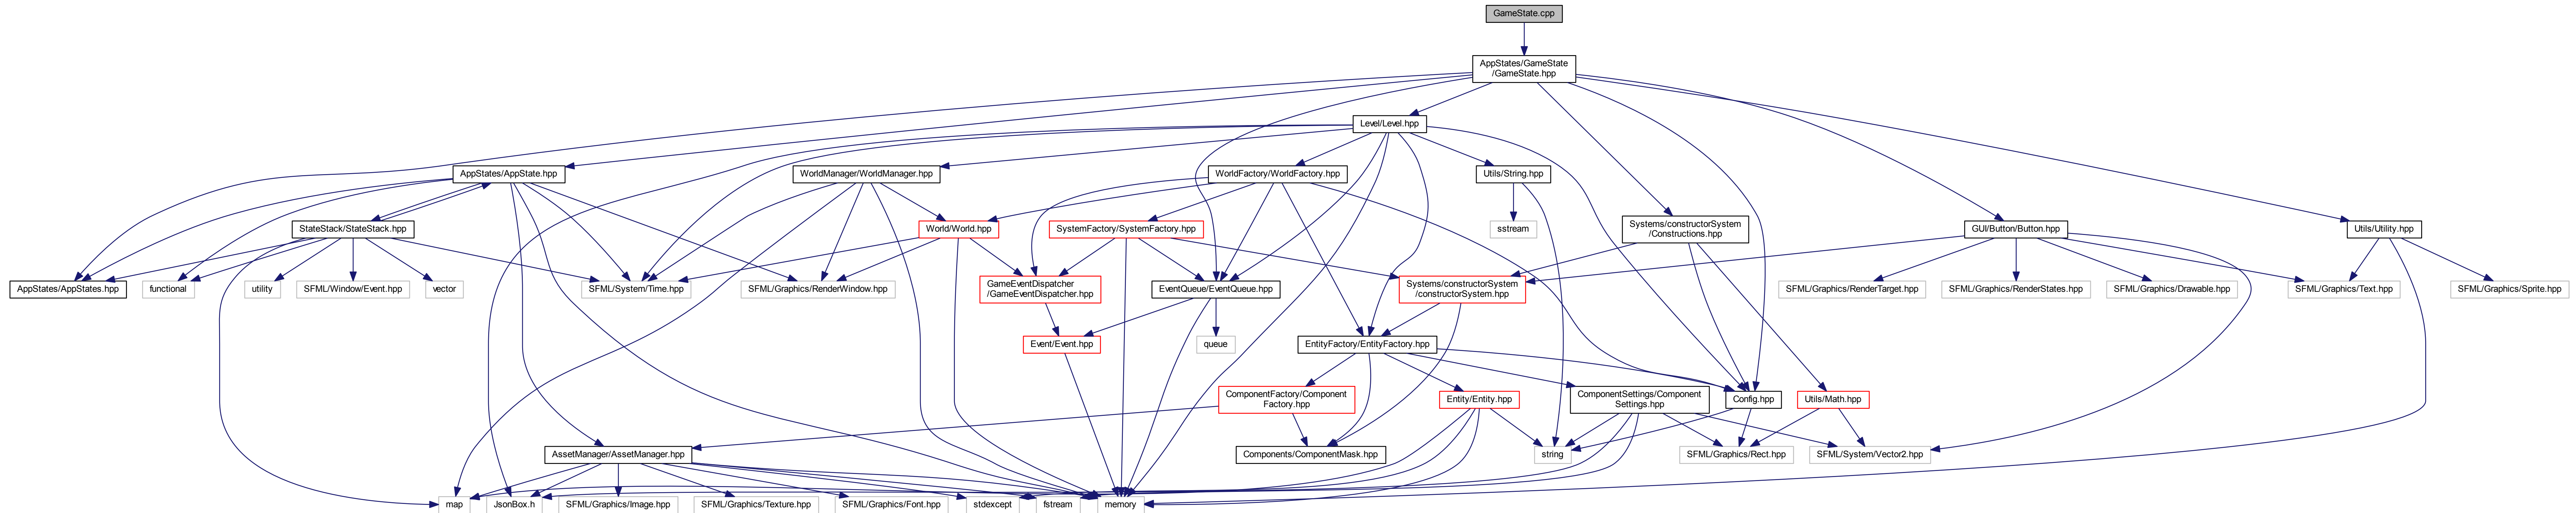 GameState.cpp
AppStates/GameState
/GameState.hpp
Level/Level.hpp
AppStates/AppState.hpp
WorldManager/WorldManager.hpp
WorldFactory/WorldFactory.hpp
Utils/String.hpp
StateStack/StateStack.hpp
World/World.hpp
SystemFactory/SystemFactory.hpp
sstream
Systems/constructorSystem
/Constructions.hpp
GUI/Button/Button.hpp
Utils/Utility.hpp
AppStates/AppStates.hpp
functional
utility
SFML/Window/Event.hpp
vector
SFML/System/Time.hpp
SFML/Graphics/RenderWindow.hpp
GameEventDispatcher
/GameEventDispatcher.hpp
EventQueue/EventQueue.hpp
Systems/constructorSystem
/constructorSystem.hpp
SFML/Graphics/RenderTarget.hpp
SFML/Graphics/RenderStates.hpp
SFML/Graphics/Drawable.hpp
SFML/Graphics/Text.hpp
SFML/Graphics/Sprite.hpp
Event/Event.hpp
queue
EntityFactory/EntityFactory.hpp
ComponentFactory/Component
Factory.hpp
Entity/Entity.hpp
ComponentSettings/Component
Settings.hpp
Config.hpp
Utils/Math.hpp
AssetManager/AssetManager.hpp
Components/ComponentMask.hpp
string
SFML/Graphics/Rect.hpp
SFML/System/Vector2.hpp
map
JsonBox.h
SFML/Graphics/Image.hpp
SFML/Graphics/Texture.hpp
SFML/Graphics/Font.hpp
stdexcept
fstream
memory